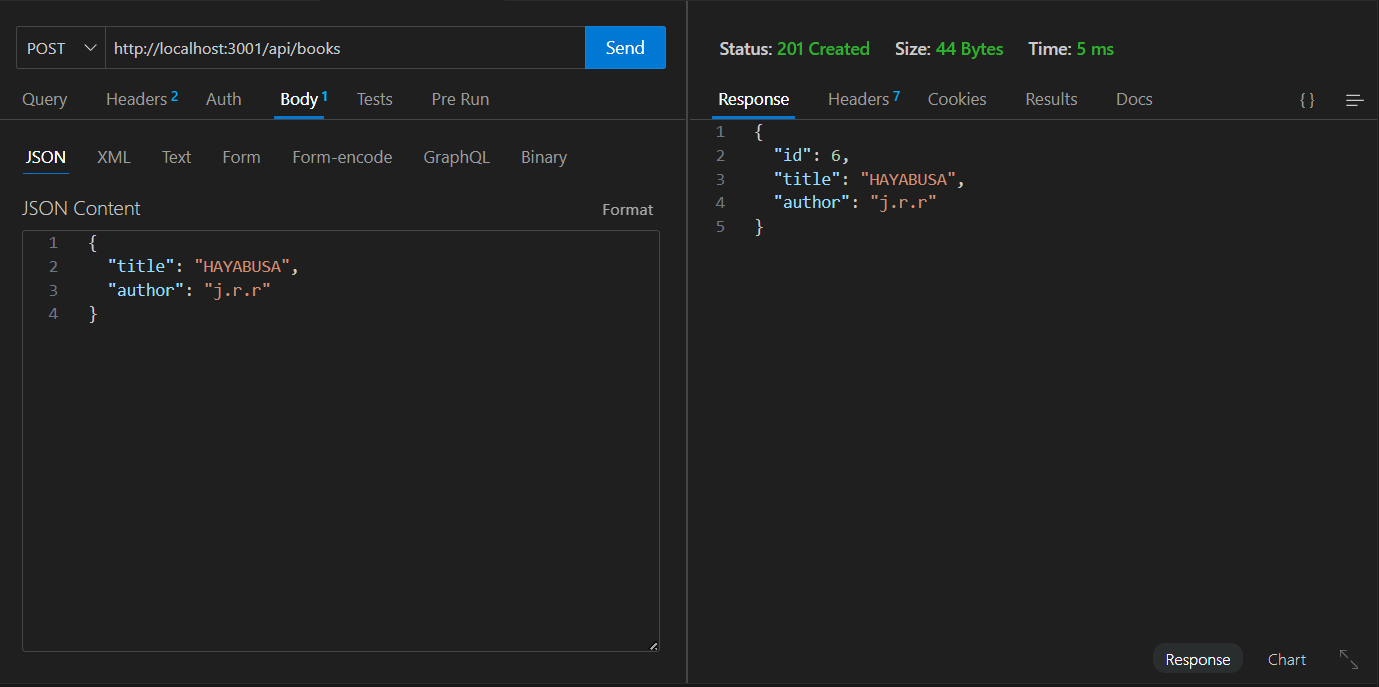 POST http://localhost:3001/api/books Send
Query Headers 2 Auth Body 1 Tests Pre Run
JSON XML Text Form Form-encode GraphQL Binary
JSON Content Format
1 {
2 "title": "HAYABUSA",
3 "author": "j.r.r"
4 }
Status: 201 Created Size: 44 Bytes Time: 5 ms
Response Headers 7 Cookies Results Docs { }
1 {
2 "id": 6,
3 "title": "HAYABUSA",
4 "author": "j.r.r"
5 }
Response Chart